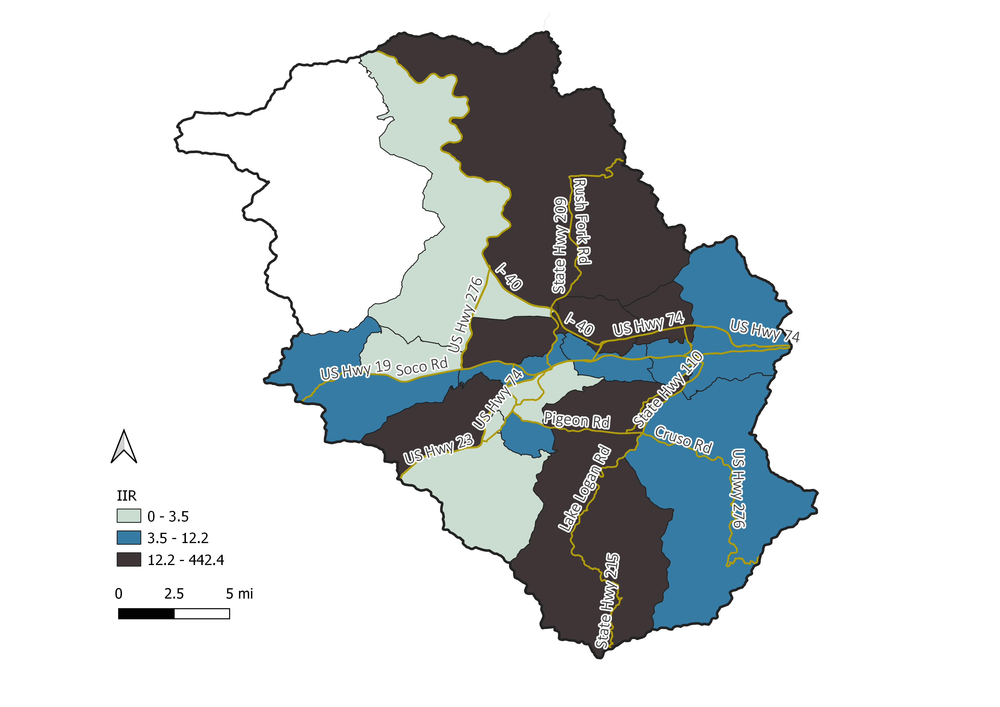 State Hwy 209
Rush Fork Rd
I- 40
US Hwy 276
I- 40
US Hwy 74
US Hwy 74
US Hwy 19
Soco Rd
State Hwy 110
US Hwy 74
Pigeon Rd
Cruso Rd
US Hwy 23
Lake Logan Rd
US Hwy 276
State Hwy 215
IIR
0 - 3.5
3.5 - 12.2
12.2 - 442.4
0 2.5 5 mi